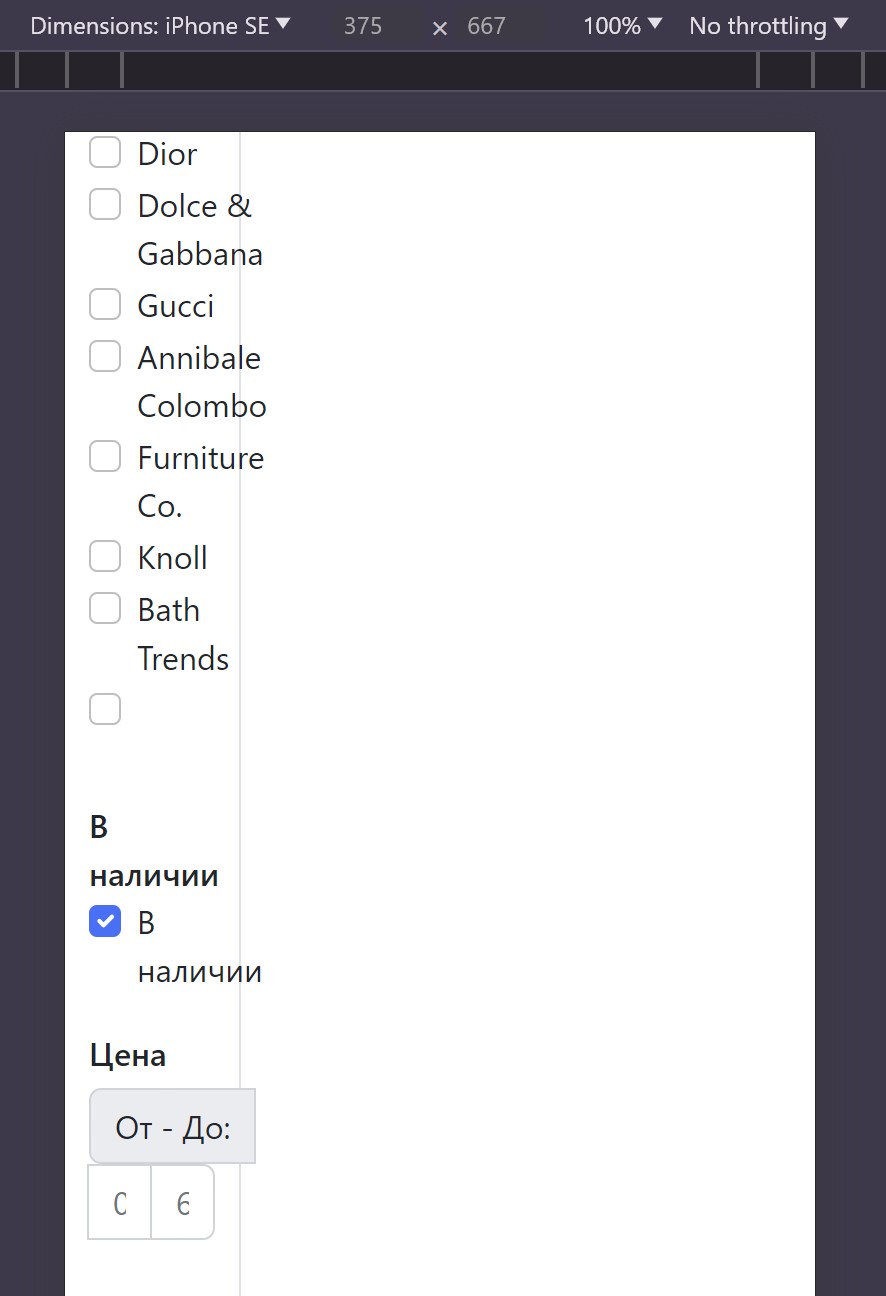 Dimensions: iPhone SE 375 × 667 100% No throttling
Dior
Dolce &
Gabbana
Gucci
Annibale
Colombo
Furniture
Co.
Knoll
Bath
Trends
В
наличии
В
наличии
Цена
От - До:
0 6